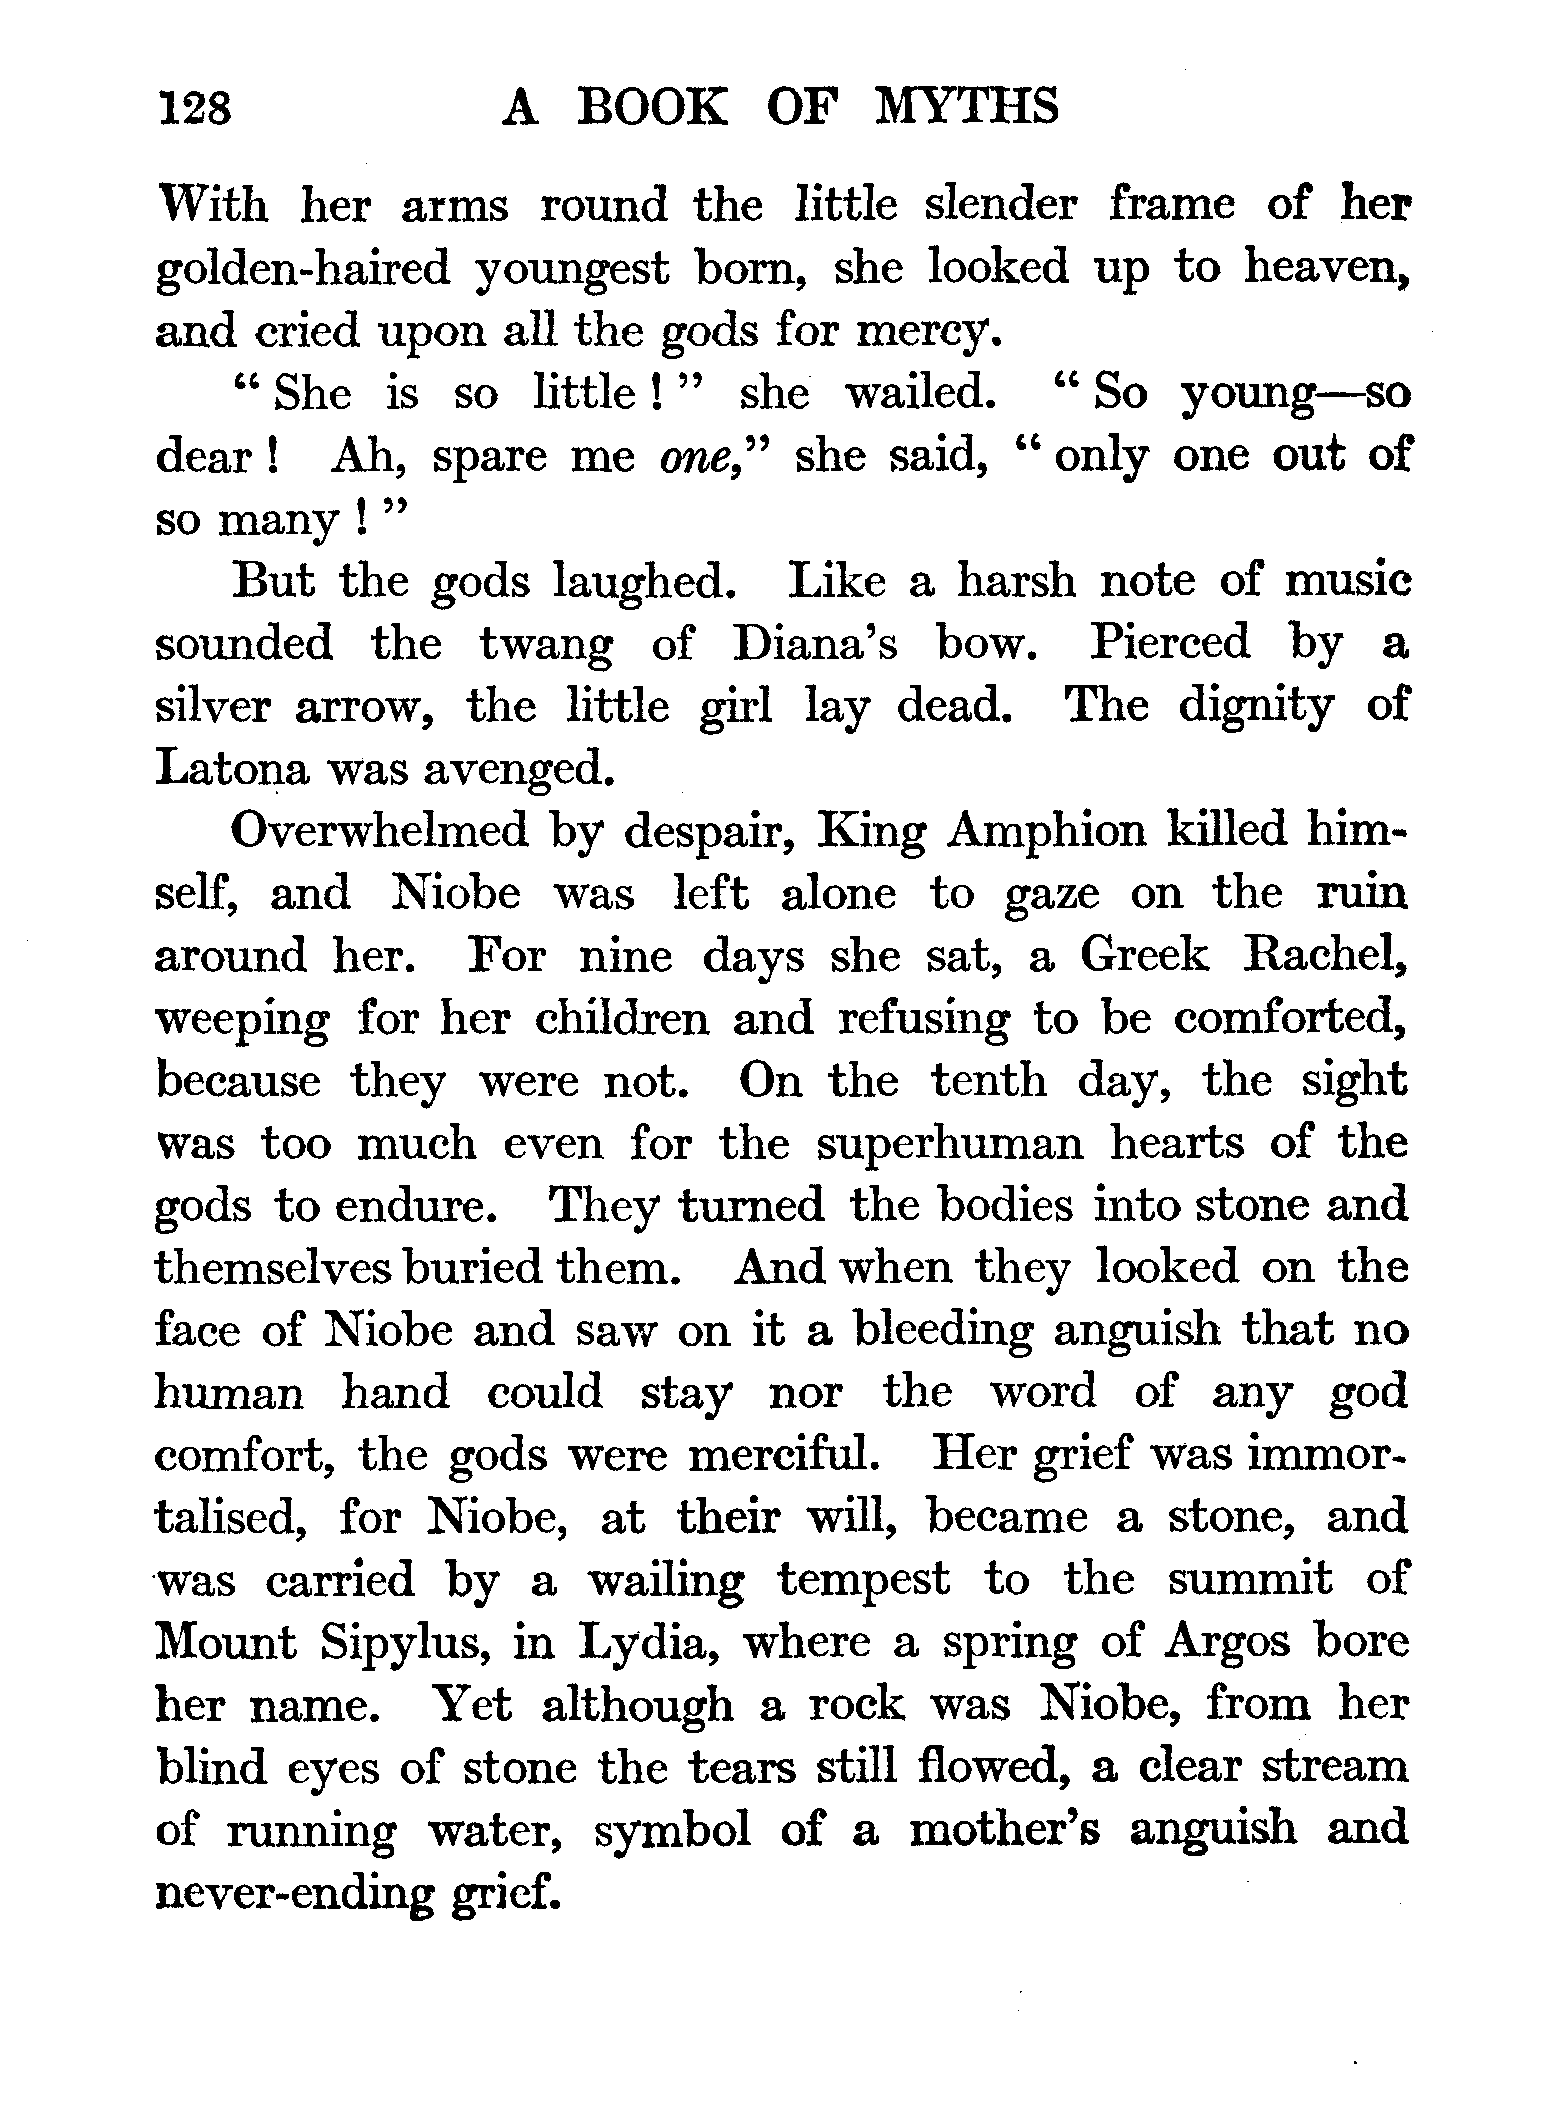 128 A BOOK OF MYTHS
With her arms round the little slender frame of her
golden-haired youngest born, she looked up to heaven,
and cried upon all the gods for mercy.
“ She is so little ! ” she wailed. “ So young—so
dear ! Ah, spare me one,” she said, “ only one out of
so many ! ”
But the gods laughed. Like a harsh note of music
sounded the twang of Diana’s bow. Pierced by a
silver arrow, the little girl lay dead. The dignity of
Latona was avenged.
Overwhelmed by despair, King Amphion killed him-
self, and Niobe was left alone to gaze on the ruin
around her. For nine days she sat, a Greek Rachel,
weeping for her children and refusing to be comforted,
because they were not. On the tenth day, the sight
was too much even for the superhuman hearts of the
gods to endure. They turned the bodies into stone and
themselves buried them. And when they looked on the
face of Niobe and saw on it a bleeding anguish that no
human hand could stay nor the word of any god
comfort, the gods were merciful. Her grief was immor-
talised, for Niobe, at their will, became a stone, and
was carried by a wailing tempest to the summit of
Mount Sipylus, in Lydia, where a spring of Argos bore
her name. Yet although a rock was Niobe, from her
blind eyes of stone the tears still flowed, a clear stream
of running water, symbol of a mother’s anguish and
never-ending grief.